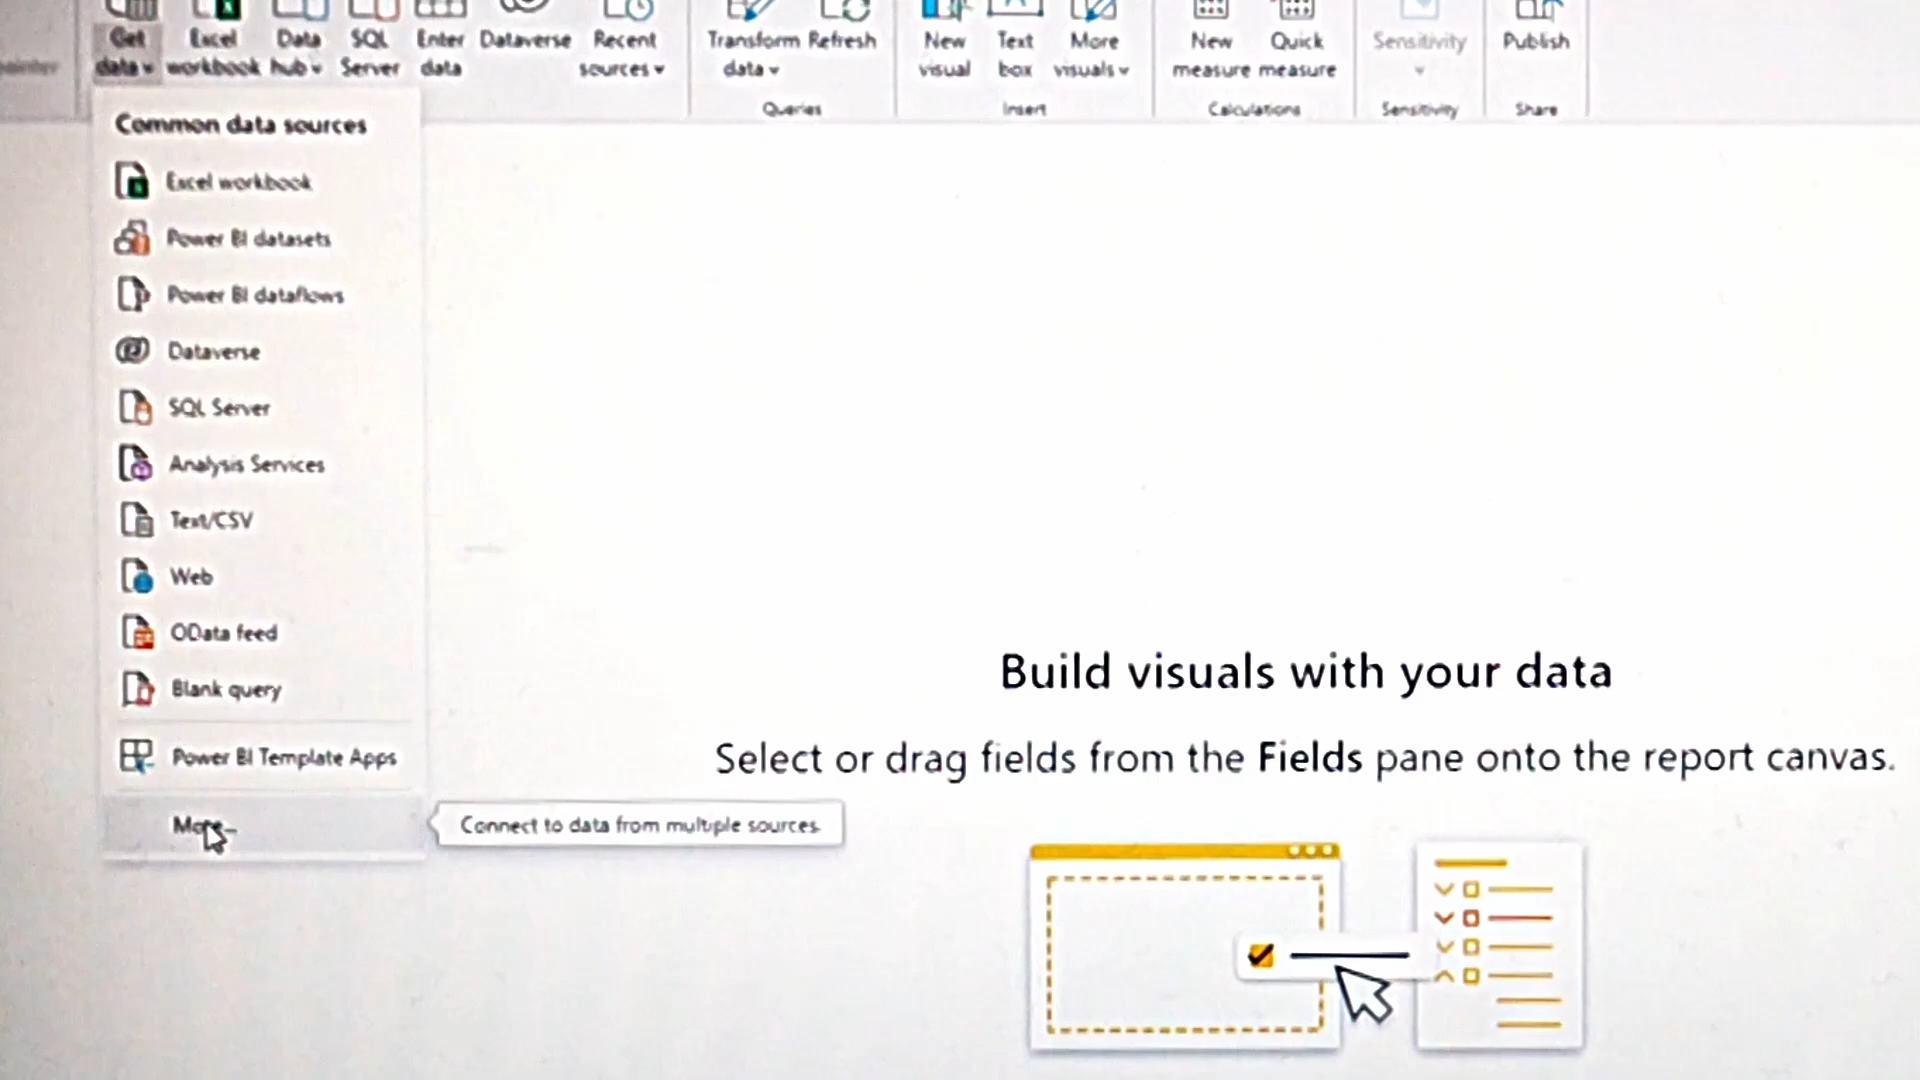 Get Excel Data SQL Enter Dataverse Recent Transform Refresh New Text More New Quick Sensitivity Publish
data workbook hub Server data sources data visual box visuals measure measure
Queries Insert Calculations Sensitivity Share
Common data sources
Excel workbook
Power BI datasets
Power BI dataflows
Dataverse
SQL Server
Analysis Services
Text/CSV
Web
OData feed
Blank query
Power BI Template Apps
More...
Connect to data from multiple sources.
Build visuals with your data
Select or drag fields from the Fields pane onto the report canvas.